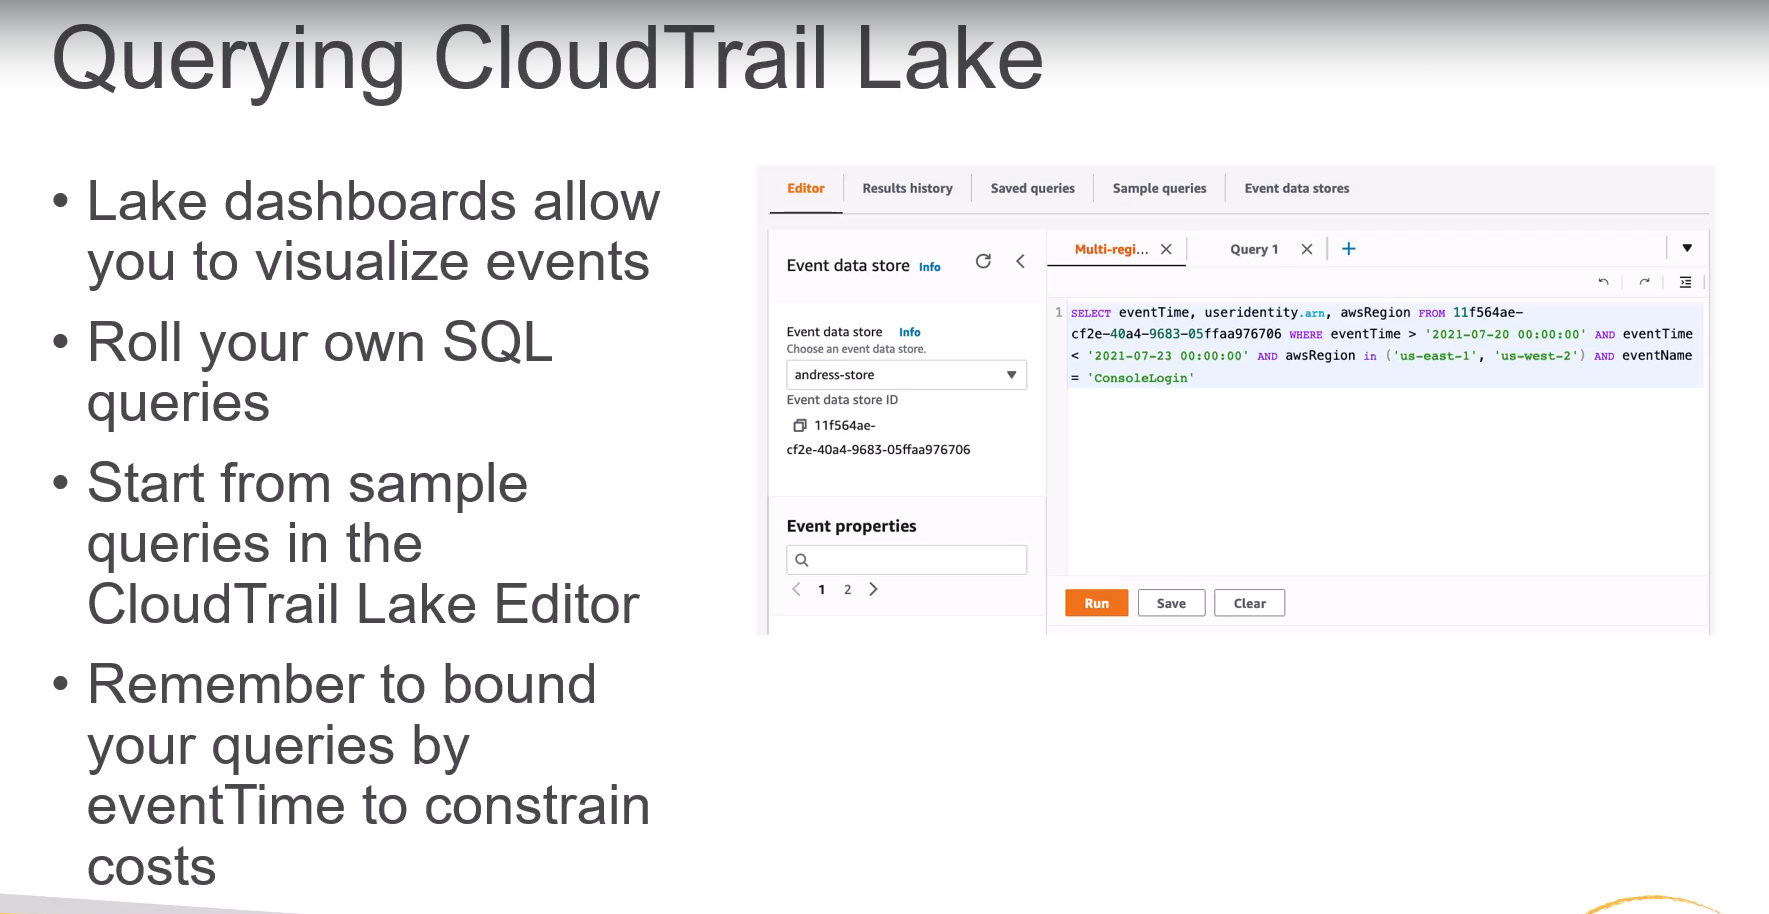 Querying CloudTrail Lake
• Lake dashboards allow
you to visualize events
• Roll your own SQL
queries
• Start from sample
queries in the
CloudTrail Lake Editor
• Remember to bound
your queries by
eventTime to constrain
costs
Editor Results history Saved queries Sample queries Event data stores
Event data store Info
Event data store Info
Choose an event data store.
andress-store
Event data store ID
11f564ae-
cf2e-40a4-9683-05ffaa976706
Event properties
1 2
Multi-regi... Query 1
1 SELECT eventTime, useridentity.arn, awsRegion FROM 11f564ae-
cf2e-40a4-9683-05ffaa976706 WHERE eventTime > '2021-07-20 00:00:00' AND eventTime
< '2021-07-23 00:00:00' AND awsRegion in ('us-east-1', 'us-west-2') AND eventName
= 'ConsoleLogin'
Run Save Clear